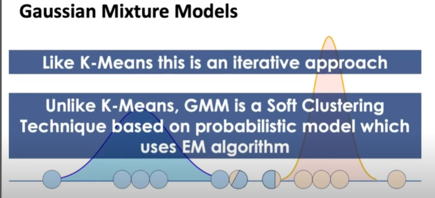 Gaussian Mixture Models
Like K-Means this is an iterative approach
Unlike K-Means, GMM is a Soft Clustering
Technique based on probabilistic model which
uses EM algorithm